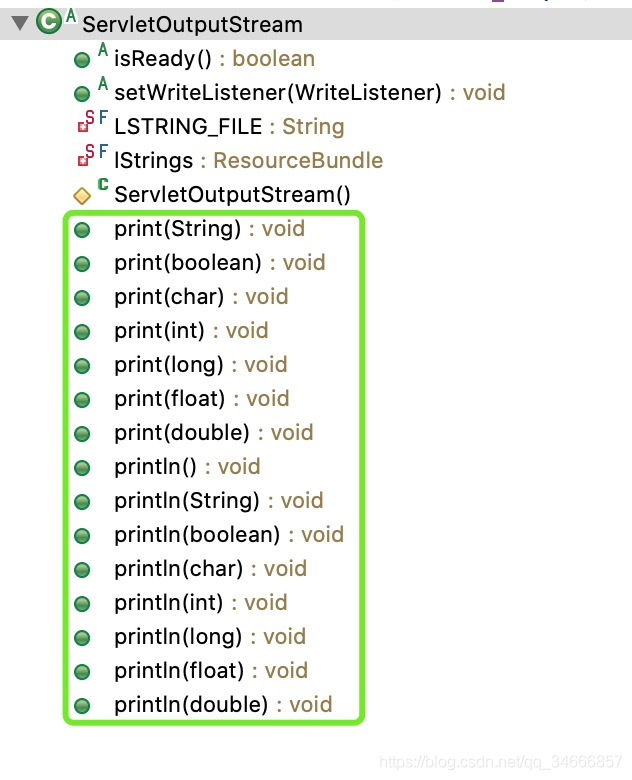 ServletOutputStream
isReady() : boolean
setWriteListener(WriteListener) : void
LSTRING_FILE : String
lStrings : ResourceBundle
ServletOutputStream()
print(String) : void
print(boolean) : void
print(char) : void
print(int) : void
print(long) : void
print(float) : void
print(double) : void
println() : void
println(String) : void
println(boolean) : void
println(char) : void
println(int) : void
println(long) : void
println(float) : void
println(double) : void
https://blog.csdn.net/qq_34666857